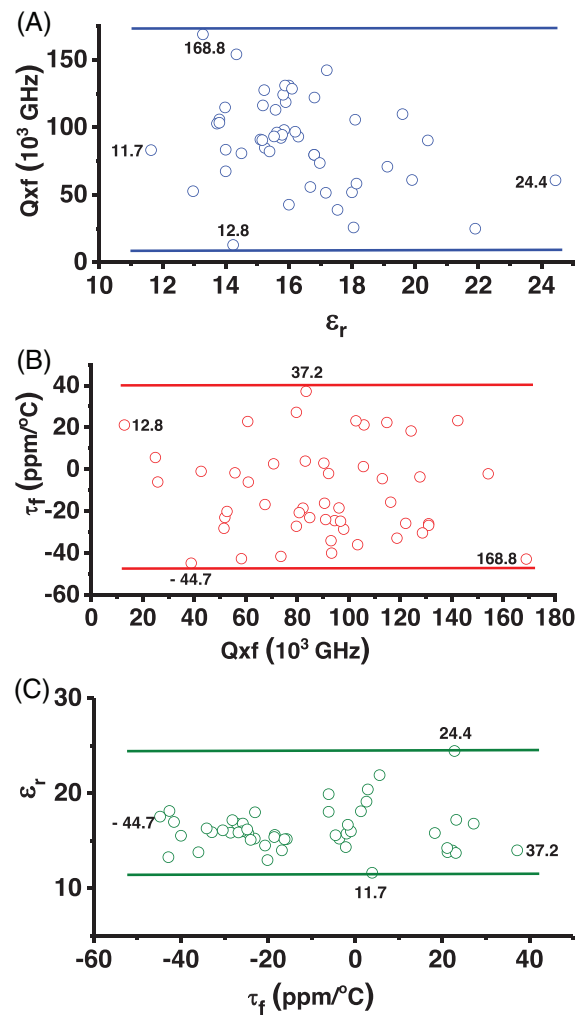 (A)
Qxf (10³ GHz)
150
100
50
0
168.8
11.7
24.4
12.8
10 12 14 16 18 20 22 24
εr
(B)
τf (ppm/ºC)
40
20
0
-20
-40
-60
37.2
12.8
- 44.7
168.8
0 20 40 60 80 100 120 140 160 180
Qxf (10³ GHz)
(C)
εr
30
20
10
24.4
- 44.7
37.2
11.7
-60 -40 -20 0 20 40
τf (ppm/ºC)